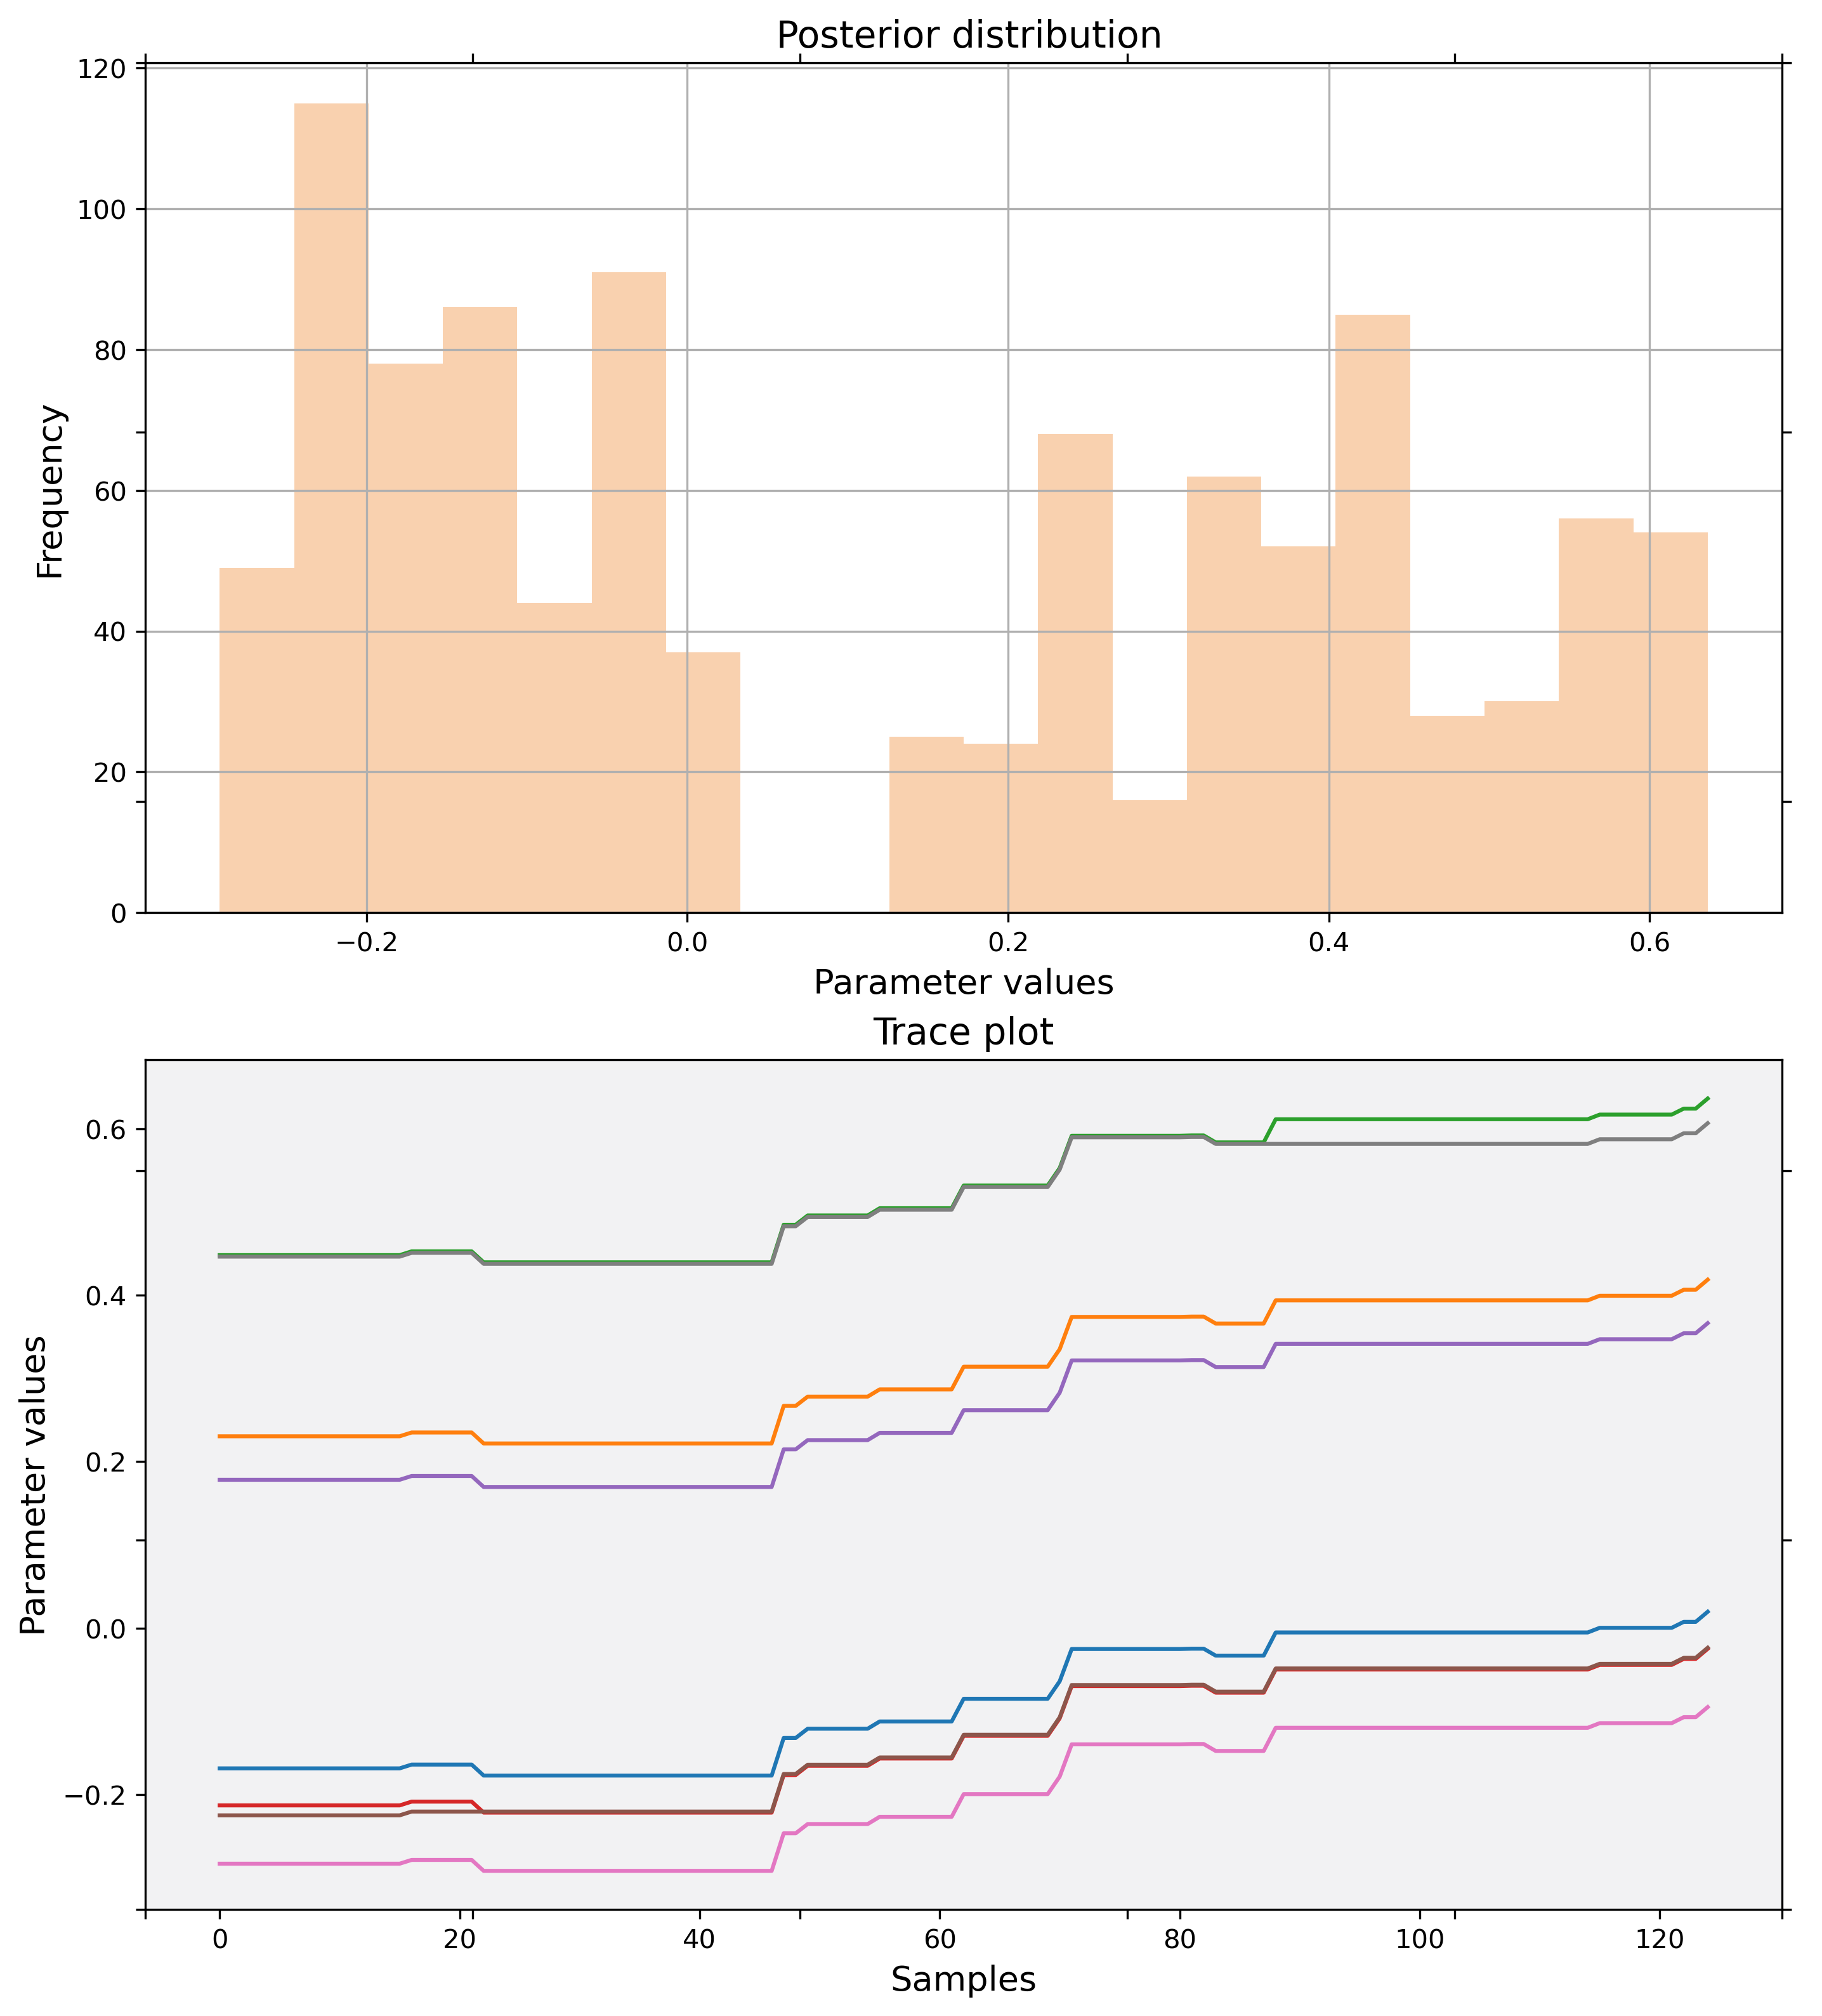 Posterior distribution
120
100
80
60
40
20
0
Frequency
−0.2 0.0 0.2 0.4 0.6
Parameter values
Trace plot
0.6
0.4
0.2
0.0
−0.2
Parameter values
0 20 40 60 80 100 120
Samples